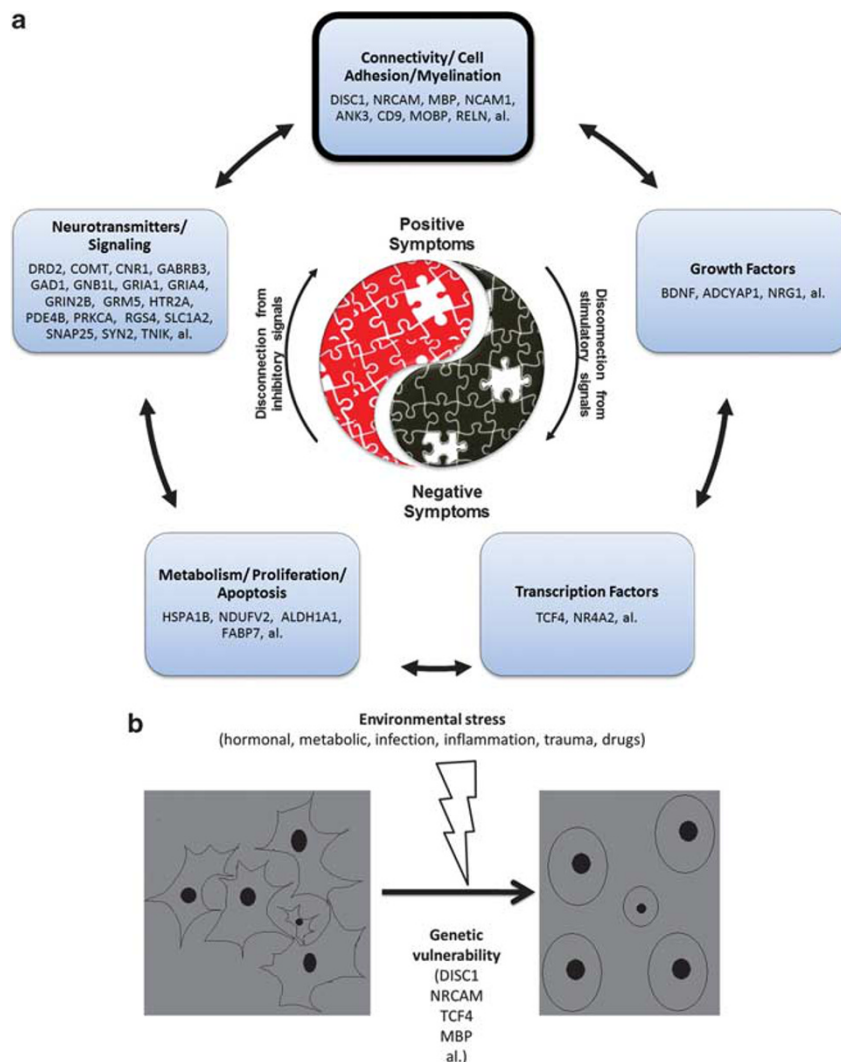 a
Connectivity/ Cell
Adhesion/Myelination
DISC1, NRCAM, MBP, NCAM1,
ANK3, CD9, MOBP, RELN, al.
Neurotransmitters/
Signaling
DRD2, COMT, CNR1, GABRB3,
GAD1, GNB1L, GRIA1, GRIA4,
GRIN2B, GRM5, HTR2A,
PDE4B, PRKCA, RGS4, SLC1A2,
SNAP25, SYN2, TNIK, al.
Positive
Symptoms
Disconnection from
inhibitory signals
Disconnection from
stimulatory signals
Negative
Symptoms
Growth Factors
BDNF, ADCYAP1, NRG1, al.
Metabolism/ Proliferation/
Apoptosis
HSPA1B, NDUFV2, ALDH1A1,
FABP7, al.
Transcription Factors
TCF4, NR4A2, al.
b
Environmental stress
(hormonal, metabolic, infection, inflammation, trauma, drugs)
Genetic
vulnerability
(DISC1
NRCAM
TCF4
MBP
al.)